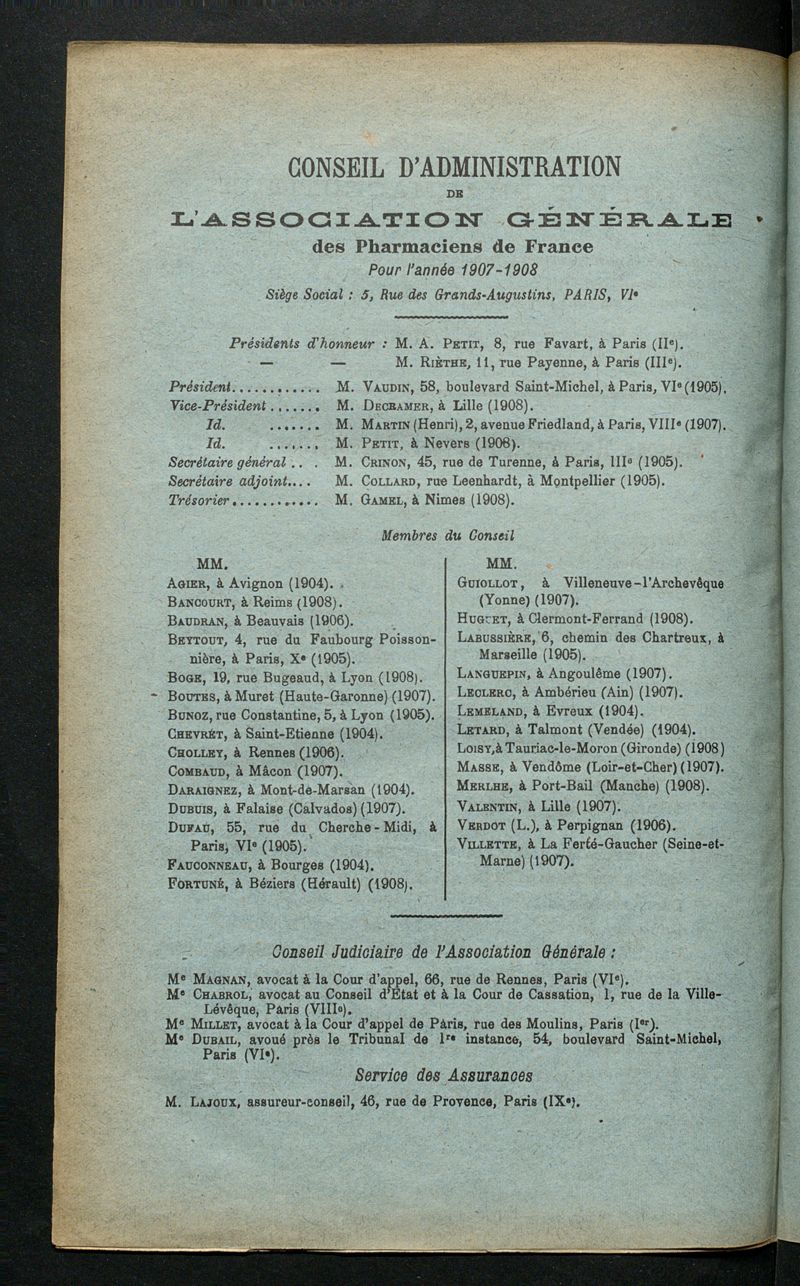 CONSEIL D'ADMINISTRATION
DE
L'ASSOCIATION GÉNÉRALE
des Pharmaciens de France
Pour l'année 1907-1908
Siège Social : 5, Rue des Grands-Augustins, PARIS, VIe
Présidents d'honneur : M. A. PETIT, 8, rue Favart, à Paris (IIe).
— — M. RIÈTHE, 11, rue Payenne, à Paris (IIIe).
Président............ M. VAUDIN, 58, boulevard Saint-Michel, à Paris, VIe (1905).
Vice-Président....... M. DECRAMER, à Lille (1908).
Id. ....... M. MARTIN (Henri), 2, avenue Friedland, à Paris, VIIIe (1907).
Id. ....... M. PETIT, à Nevers (1906).
Secrétaire général .. . M. CRINON, 45, rue de Turenne, à Paris, IIIe (1905).
Secrétaire adjoint.... M. COLLARD, rue Leenhardt, à Montpellier (1905).
Trésorier............ M. GAMEL, à Nimes (1908).
Membres du Conseil
MM.
AGIER, à Avignon (1904).
BANCOURT, à Reims (1908).
BAUDRAN, à Beauvais (1906).
BEYTOUT, 4, rue du Faubourg Poisson-
nière, à Paris, Xe (1905).
BOGE, 19, rue Bugeaud, à Lyon (1908).
BOUTES, à Muret (Haute-Garonne) (1907).
BUNOZ, rue Constantine, 5, à Lyon (1905).
CHEVRÉT, à Saint-Etienne (1904).
CHOLLEY, à Rennes (1906).
COMBAUD, à Mâcon (1907).
DARAIGNEZ, à Mont-de-Marsan (1904).
DUBUIS, à Falaise (Calvados) (1907).
DUFAU, 55, rue du Cherche-Midi, à
Paris, VIe (1905).
FAUCONNEAU, à Bourges (1904).
FORTUNÉ, à Béziers (Hérault) (1908).
MM.
GUIOLLOT, à Villeneuve-l'Archevêque
(Yonne) (1907).
HUGUET, à Clermont-Ferrand (1908).
LABUSSIÈRE, 6, chemin des Chartreux, à
Marseille (1905).
LANGUEPIN, à Angoulême (1907).
LECLERC, à Ambérieu (Ain) (1907).
LEMELAND, à Evreux (1904).
LETARD, à Talmont (Vendée) (1904).
LOISY, à Tauriac-le-Moron (Gironde) (1908)
MASSE, à Vendôme (Loir-et-Cher) (1907).
MERLHE, à Port-Bail (Manche) (1908).
VALENTIN, à Lille (1907).
VERDOT (L.), à Perpignan (1906).
VILLETTE, à La Ferté-Gaucher (Seine-et-
Marne) (1907).
Conseil Judiciaire de l'Association Générale :
Me MAGNAN, avocat à la Cour d'appel, 66, rue de Rennes, Paris (VIe).
Me CHABROL, avocat au Conseil d'Etat et à la Cour de Cassation, 1, rue de la Ville-
Lévêque, Paris (VIIIe).
Me MILLET, avocat à la Cour d'appel de Paris, rue des Moulins, Paris (Ier).
Me DUBAIL, avoué près le Tribunal de 1re instance, 54, boulevard Saint-Michel,
Paris (VIe).
Service des Assurances
M. LAJOUX, assureur-conseil, 46, rue de Provence, Paris (IXe).